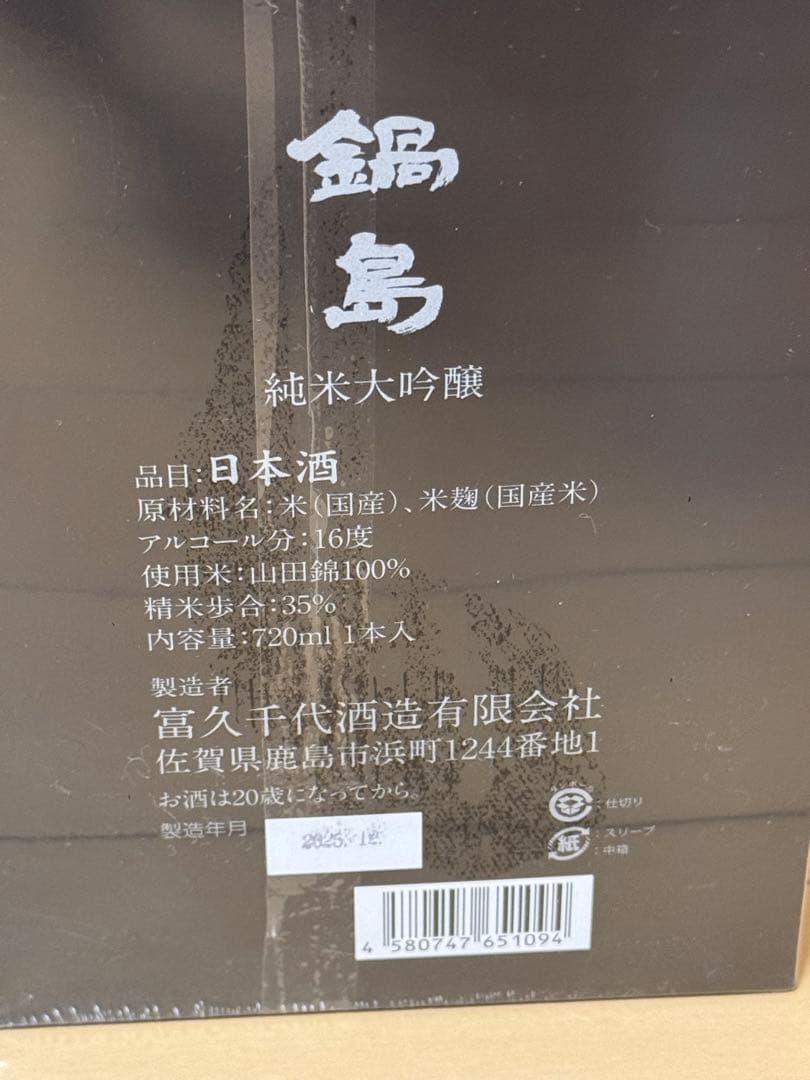 鍋
島
純米大吟醸
品目:日本酒
原材料名:米(国産)、米麹(国産米)
アルコール分:16度
使用米:山田錦100%
精米歩合:35%
内容量:720ml 1本入
製造者
富久千代酒造有限会社
佐賀県鹿島市浜町1244番地1
お酒は20歳になってから。
製造年月 2025.12
:仕切り
紙 :スリーブ
:中箱
4 580747 651094